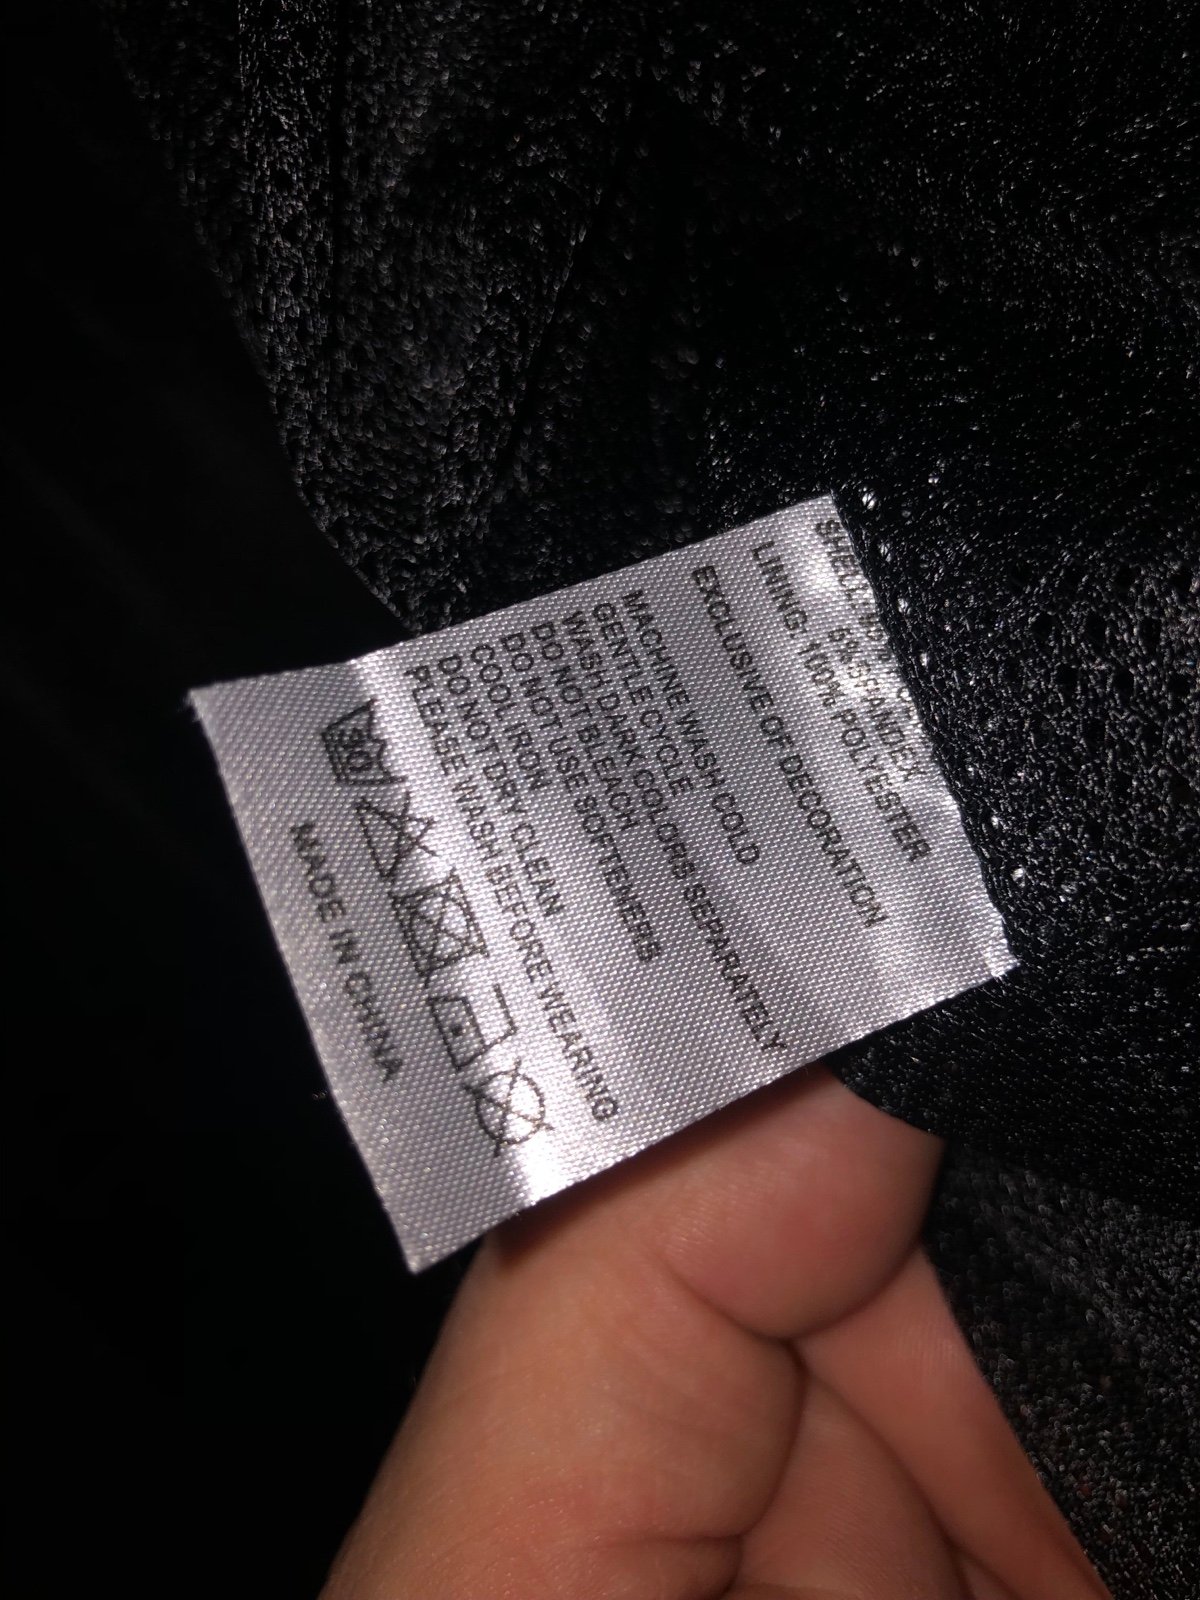 SHELL:
5% SPANDEX
LINING: 100% POLYESTER
EXCLUSIVE OF DECORATION
MACHINE WASH COLD
GENTLE CYCLE
WASH DARK COLORS SEPARATELY
DO NOT BLEACH
DO NOT USE SOFTENERS
COOL IRON
DO NOT DRY CLEAN
PLEASE WASH BEFORE WEARING
30
MADE IN CHINA